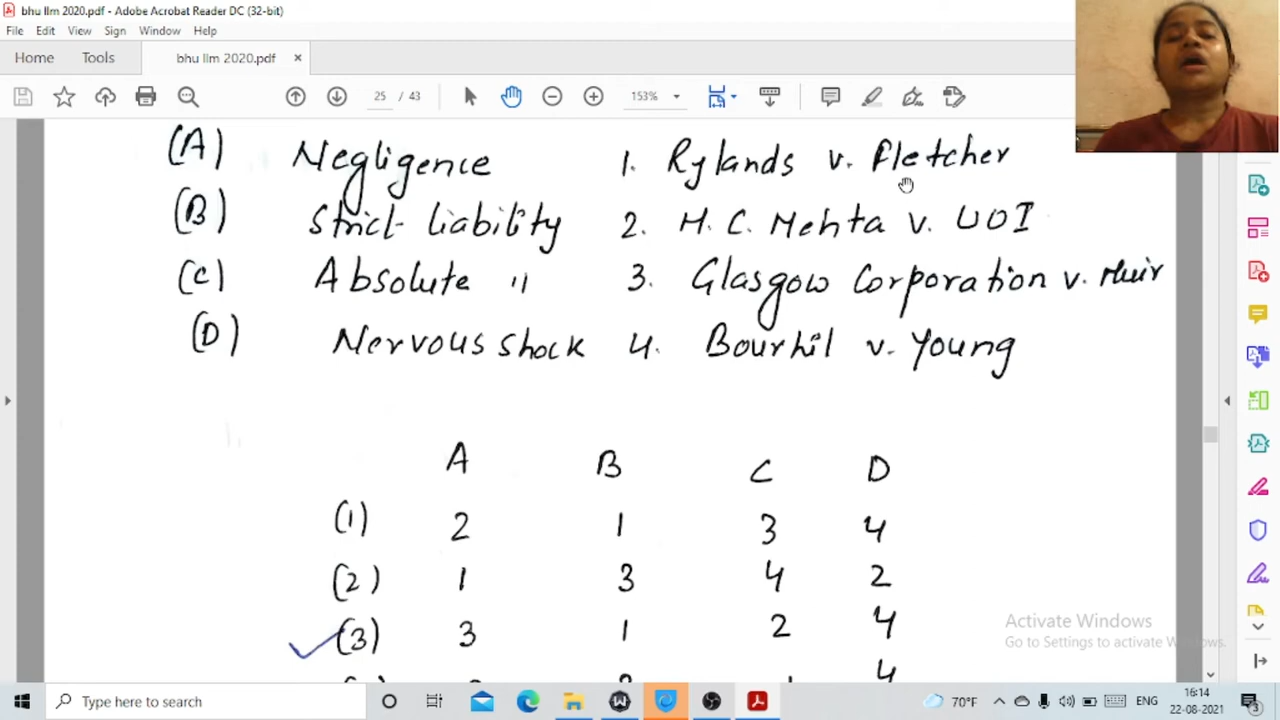 bhu llm 2020.pdf - Adobe Acrobat Reader DC (32-bit)
File Edit View Sign Window Help
Home Tools bhu llm 2020.pdf ×
25 / 43 153%
(A) Negligence 1. Rylands v. Fletcher
(B) Strict liability 2. M.C. Mehta v. UOI
(C) Absolute " 3. Glasgow Corporation v. Muir
(D) Nervous shock 4. Bourhil v. Young
A B C D
(1) 2 1 3 4
(2) 1 3 4 2
(3) 3 1 2 4
4
Activate Windows
Go to Settings to activate Windows.
Type here to search
70°F ENG 16:14
22-08-2021
3